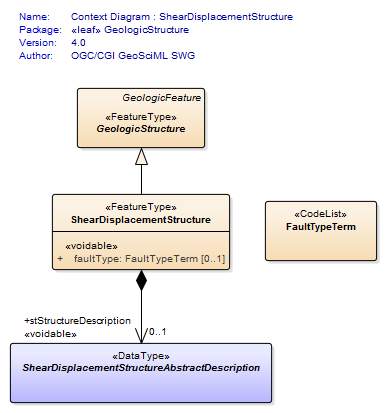 Name: Context Diagram : ShearDisplacementStructure
Package: «leaf» GeologicStructure
Version: 4.0
Author: OGC/CGI GeoSciML SWG
GeologicFeature
«FeatureType»
GeologicStructure
«FeatureType»
ShearDisplacementStructure
«voidable»
+ faultType: FaultTypeTerm [0..1]
«CodeList»
FaultTypeTerm
+stStructureDescription
«voidable»
0..1
«DataType»
ShearDisplacementStructureAbstractDescription